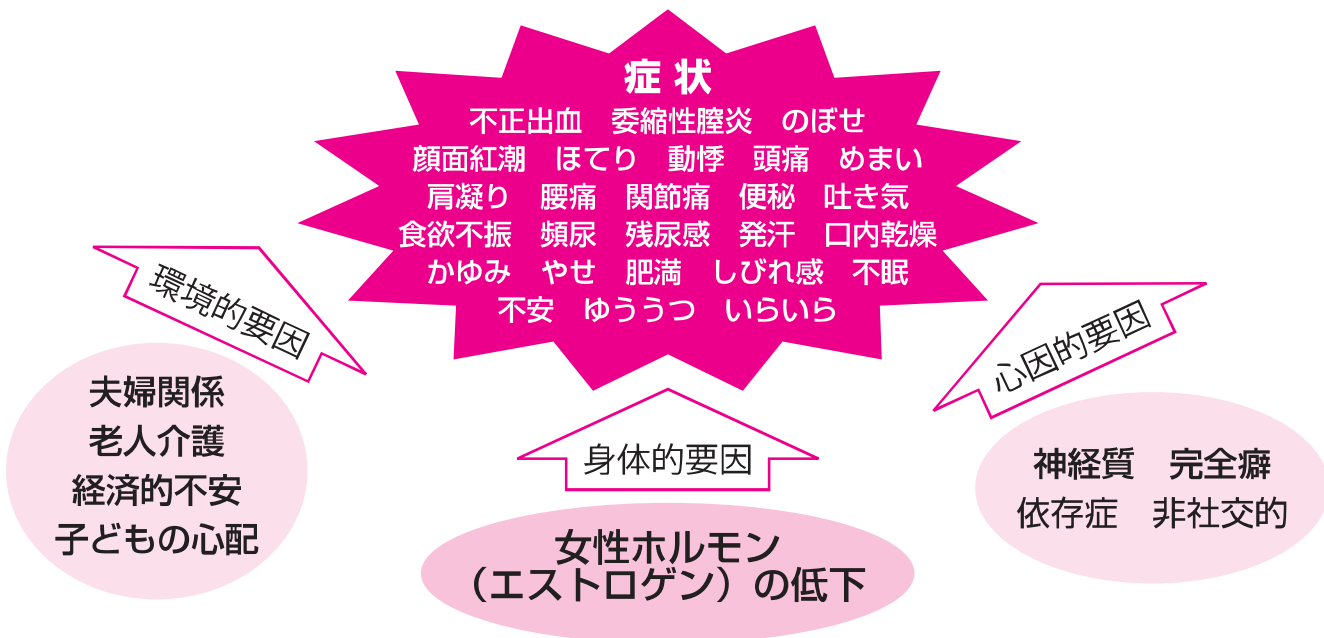 症状
不正出血　委縮性膣炎　のぼせ
顔面紅潮　ほてり　動悸　頭痛　めまい
肩凝り　腰痛　関節痛　便秘　吐き気
食欲不振　頻尿　残尿感　発汗　口内乾燥
かゆみ　やせ　肥満　しびれ感　不眠
不安　ゆううつ　いらいら
環境的要因
夫婦関係
老人介護
経済的不安
子どもの心配
身体的要因
女性ホルモン
（エストロゲン）の低下
心因的要因
神経質　完全癖
依存症　非社交的